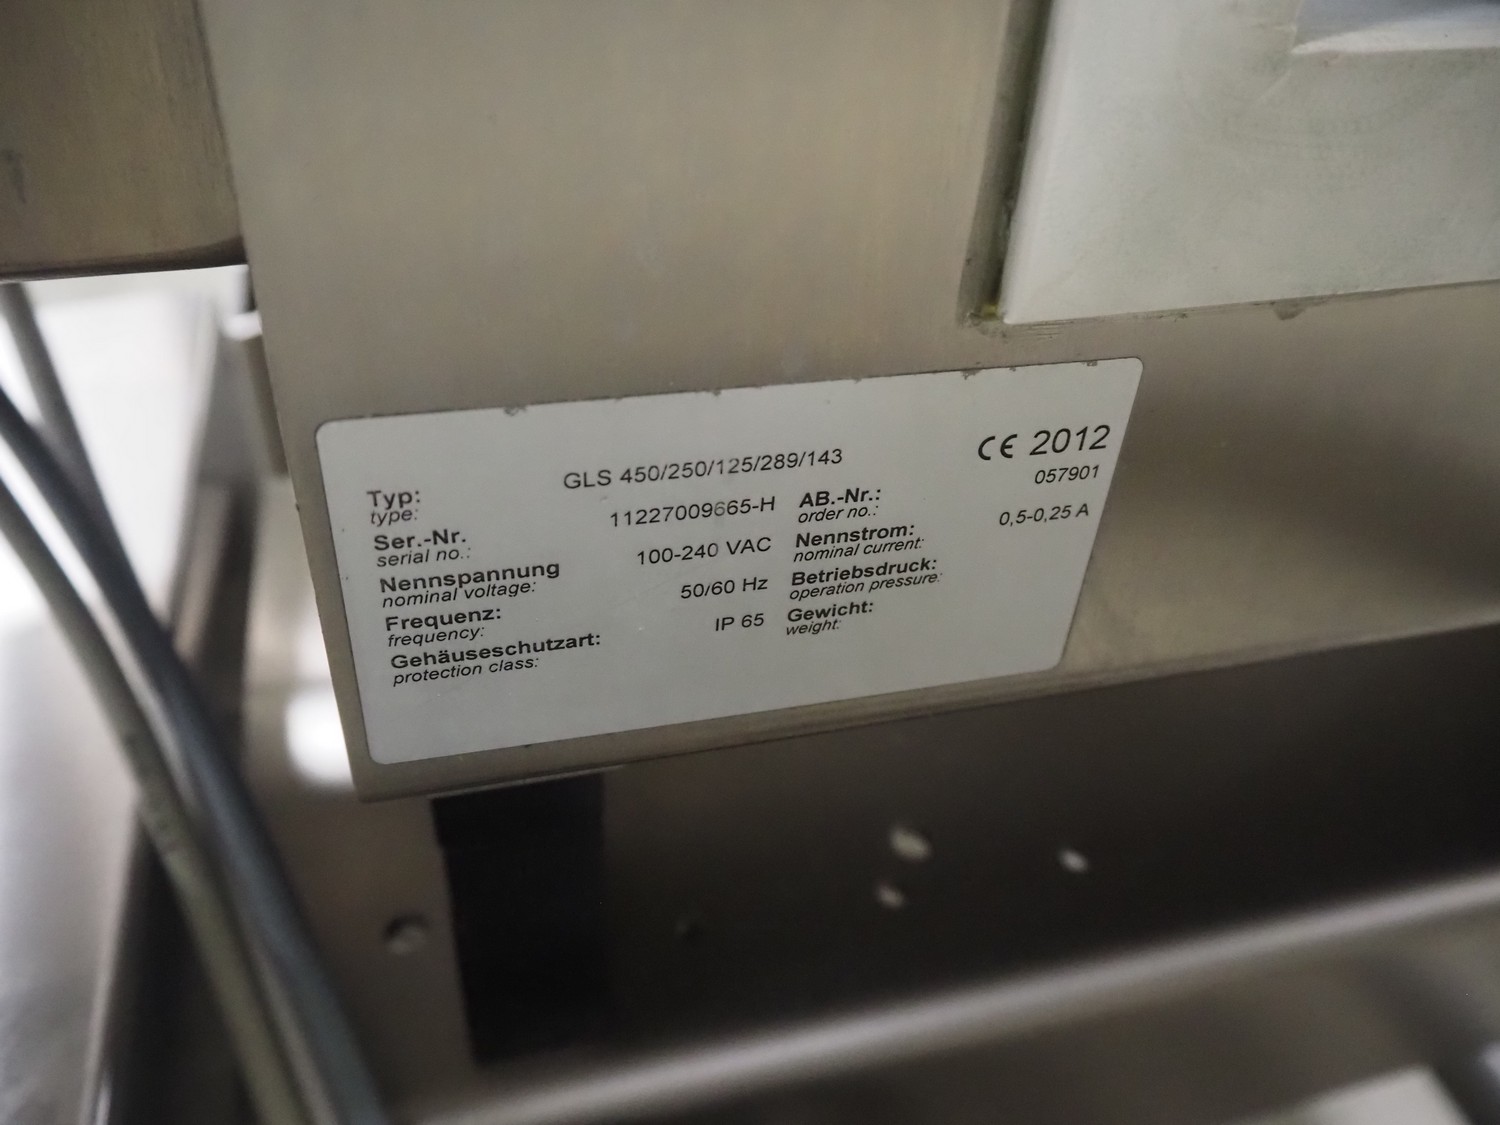 Typ: GLS 450/250/125/289/143 CE 2012
type:
Ser.-Nr. 11227009665-H AB.-Nr.: 057901
serial no.: order no.:
Nennspannung 100-240 VAC Nennstrom: 0,5-0,25 A
nominal voltage: nominal current:
Frequenz: 50/60 Hz Betriebsdruck:
frequency: operation pressure:
Gehäuseschutzart: IP 65 Gewicht:
protection class: weight: